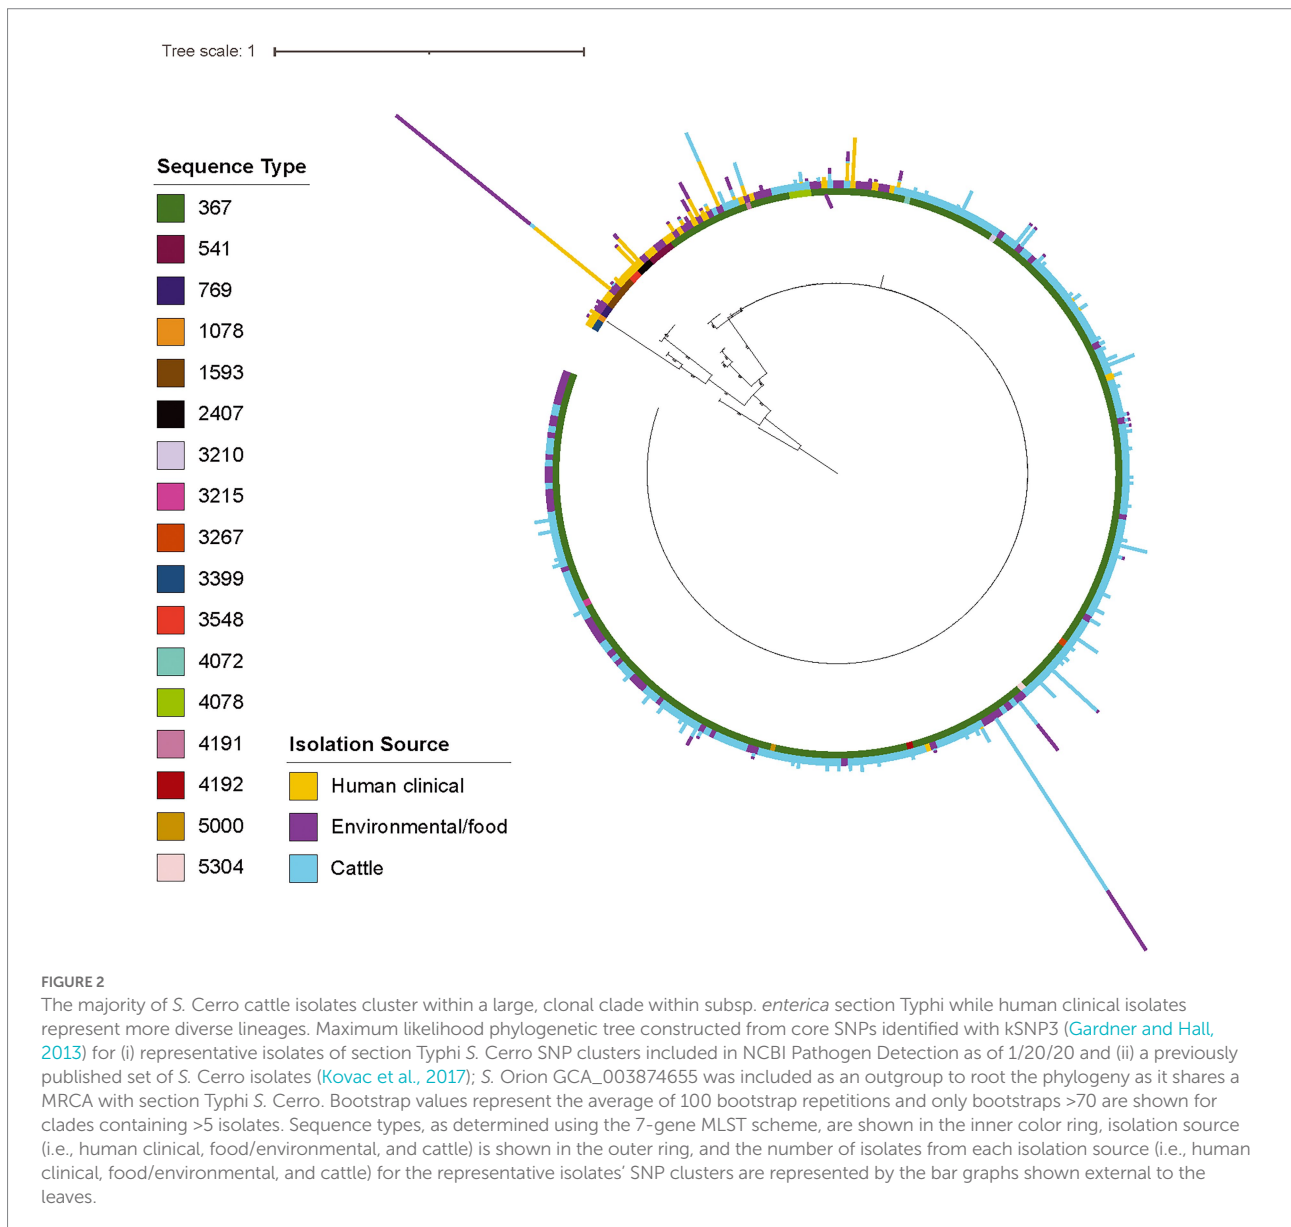 Tree scale: 1
Sequence Type
367
541
769
1078
1593
2407
3210
3215
3267
3399
3548
4072
4078
4191
4192
5000
5304
Isolation Source
Human clinical
Environmental/food
Cattle
FIGURE 2
The majority of S. Cerro cattle isolates cluster within a large, clonal clade within subsp. enterica section Typhi while human clinical isolates
represent more diverse lineages. Maximum likelihood phylogenetic tree constructed from core SNPs identified with kSNP3 (Gardner and Hall,
2013) for (i) representative isolates of section Typhi S. Cerro SNP clusters included in NCBI Pathogen Detection as of 1/20/20 and (ii) a previously
published set of S. Cerro isolates (Kovac et al., 2017); S. Orion GCA_003874655 was included as an outgroup to root the phylogeny as it shares a
MRCA with section Typhi S. Cerro. Bootstrap values represent the average of 100 bootstrap repetitions and only bootstraps >70 are shown for
clades containing >5 isolates. Sequence types, as determined using the 7-gene MLST scheme, are shown in the inner color ring, isolation source
(i.e., human clinical, food/environmental, and cattle) is shown in the outer ring, and the number of isolates from each isolation source (i.e., human
clinical, food/environmental, and cattle) for the representative isolates' SNP clusters are represented by the bar graphs shown external to the
leaves.